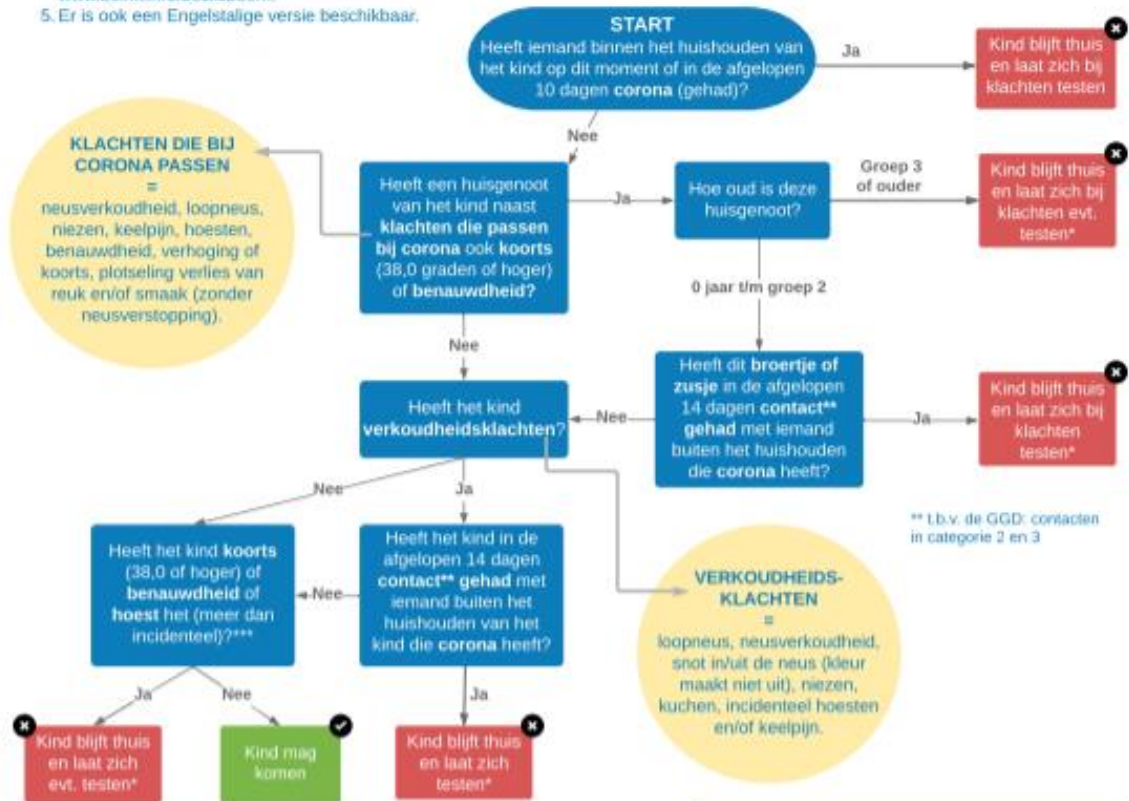 5. Er is ook een Engelstalige versie beschikbaar.
START
Heeft iemand binnen het huishouden van
het kind op dit moment of in de afgelopen
10 dagen corona (gehad)?
Ja
Kind blijft thuis
en laat zich bij
klachten testen
Nee
KLACHTEN DIE BIJ
CORONA PASSEN
=
neusverkoudheid, loopneus,
niezen, keelpijn, hoesten,
benauwdheid, verhoging of
koorts, plotseling verlies van
reuk en/of smaak (zonder
neusverstopping).
Heeft een huisgenoot
van het kind naast
klachten die passen
bij corona ook koorts
(38,0 graden of hoger)
of benauwdheid?
Ja
Hoe oud is deze
huisgenoot?
Groep 3
of ouder
Kind blijft thuis
en laat zich bij
klachten evt.
testen*
0 jaar t/m groep 2
Nee
Heeft het kind
verkoudheidsklachten?
Nee
Heeft dit broertje of
zusje in de afgelopen
14 dagen contact**
gehad met iemand
buiten het huishouden
die corona heeft?
Ja
Kind blijft thuis
en laat zich bij
klachten
testen*
** t.b.v. de GGD: contacten
in categorie 2 en 3
Nee
Ja
Heeft het kind koorts
(38,0 of hoger) of
benauwdheid of
hoest het (meer dan
incidenteel)?***
Nee
Heeft het kind in de
afgelopen 14 dagen
contact** gehad met
iemand buiten het
huishouden van het
kind die corona heeft?
VERKOUDHEIDS-
KLACHTEN
=
loopneus, neusverkoudheid,
snot in/uit de neus (kleur
maakt niet uit), niezen,
kuchen, incidenteel hoesten
en/of keelpijn.
Ja
Nee
Ja
Kind blijft thuis
en laat zich
evt. testen*
Kind mag
komen
Kind blijft thuis
en laat zich
testen*